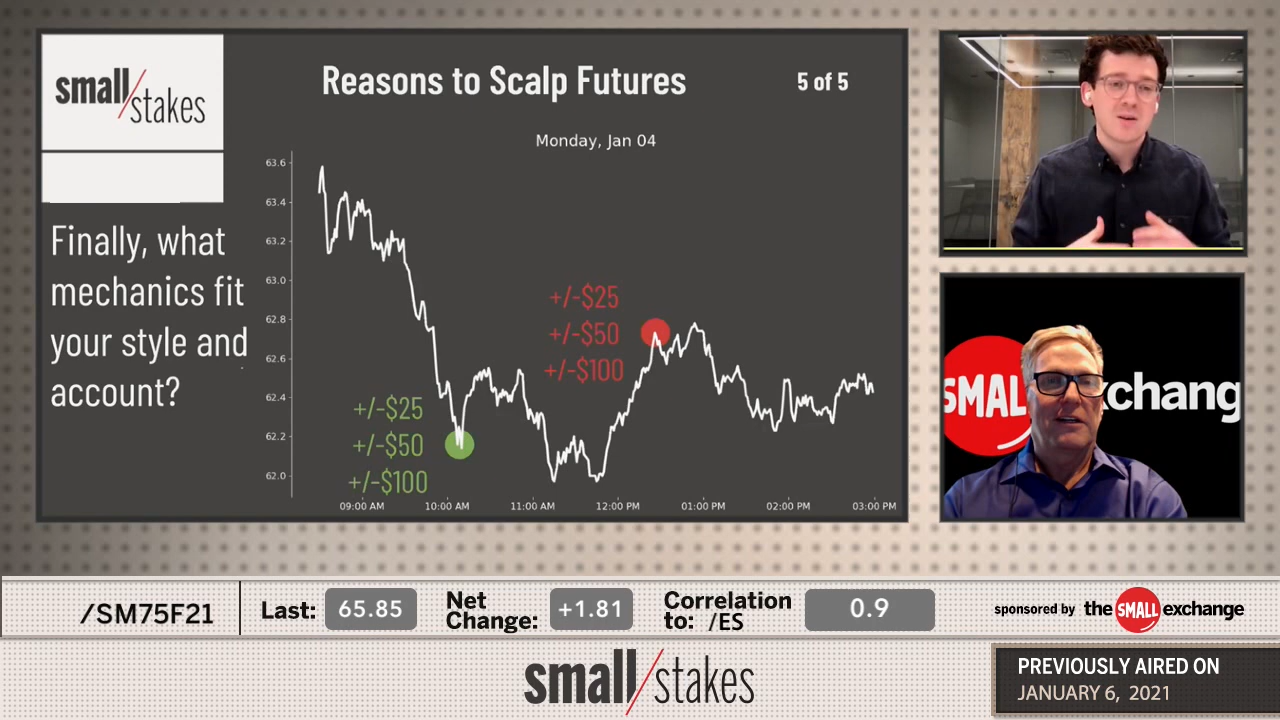 small/stakes
Reasons to Scalp Futures
5 of 5
Finally, what
mechanics fit
your style and
account?
Monday, Jan 04
63.6
63.4
63.2
63.0
62.8
62.6
62.4
62.2
62.0
+/-$25
+/-$50
+/-$100
+/-$25
+/-$50
+/-$100
09:00 AM 10:00 AM 11:00 AM 12:00 PM 01:00 PM 02:00 PM 03:00 PM
SMAL xchang
/SM75F21
Last: 65.85
Net
Change: +1.81
Correlation
to: /ES 0.9
sponsored by the SMALL exchange
small/stakes
PREVIOUSLY AIRED ON
JANUARY 6, 2021